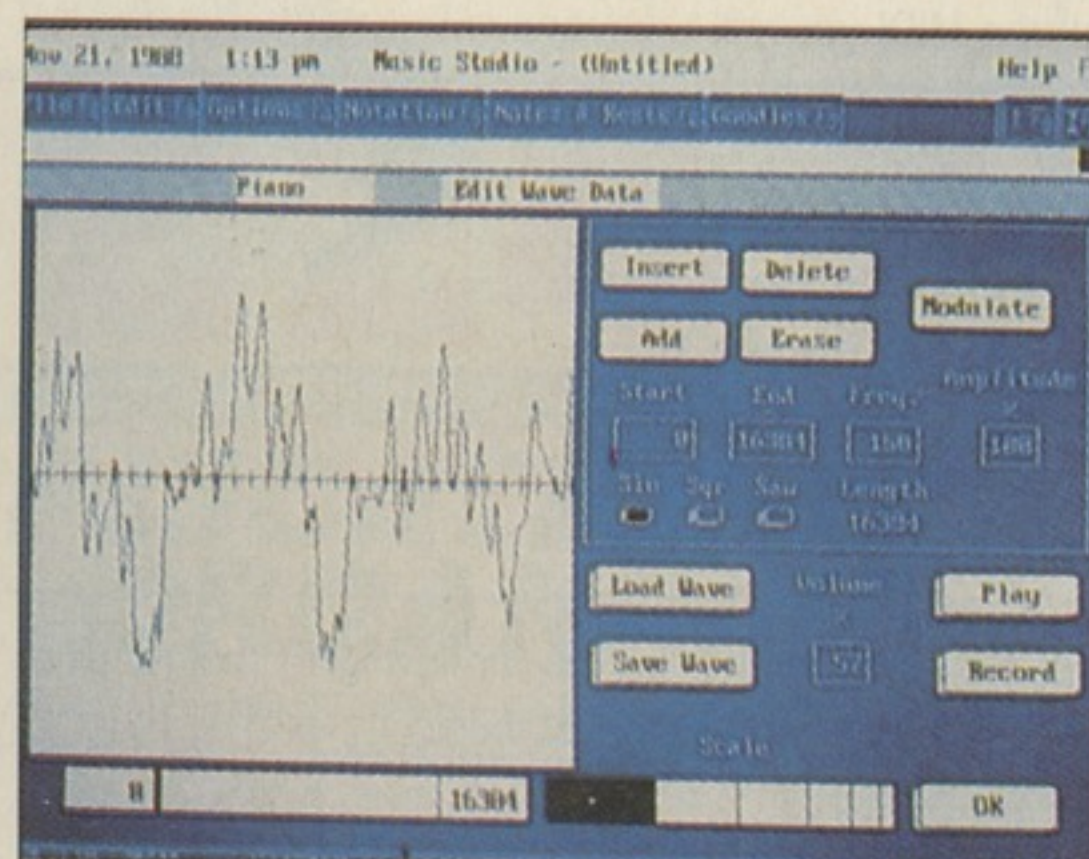 Nov 21, 1988 1:13 pm Music Studio - (Untitled) Help F
File Edit Options Notation Notes & Rests Goodies F7
Piano Edit Wave Data
Insert Delete
Modulate
Add Erase
Start End Freq. Amplitude
%
0 16384 150 100
Sin Sqr Saw Length
16384
Load Wave Volume Play
%
Save Wave Record
Scale
0 16384 OK